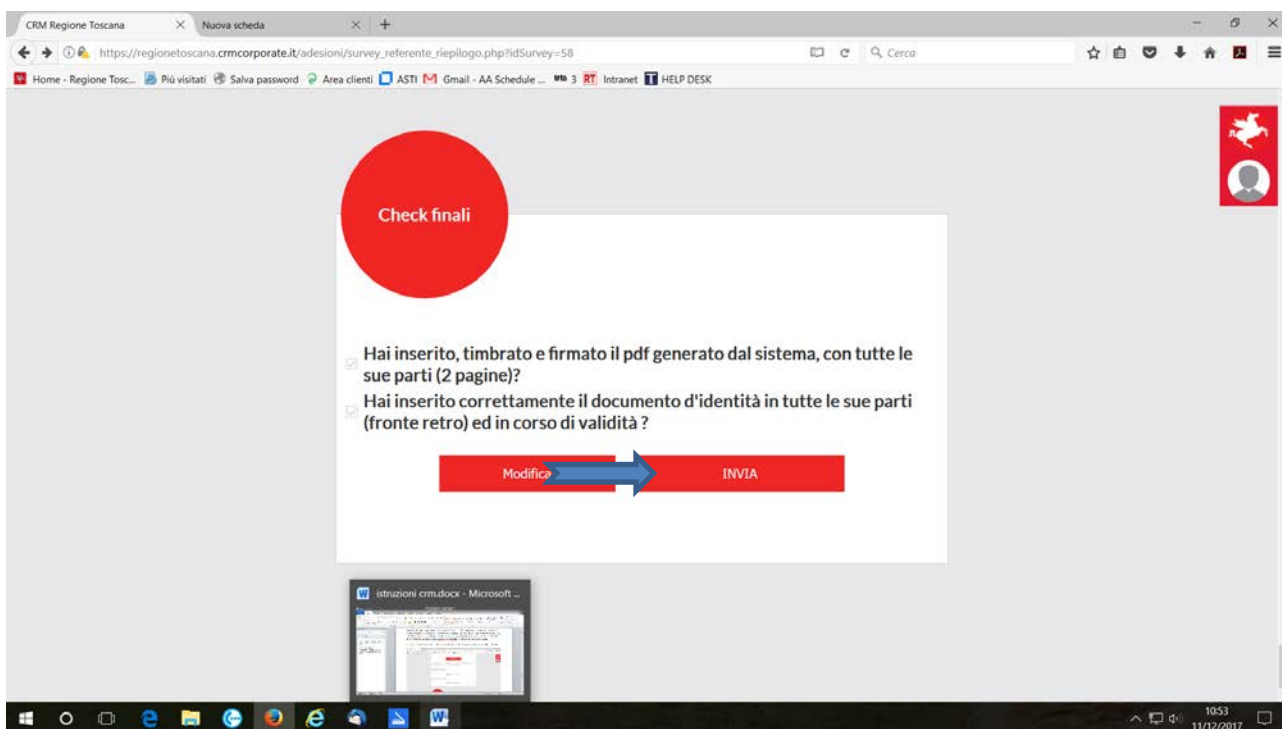 CRM Regione Toscana
Nuova scheda
https://regionetoscana.crmcorporate.it/adesioni/survey_referente_riepilogo.php?idSurvey=58
Cerca
Home - Regione Tosc...
Più visitati
Salva password
Area clienti
ASTI
Gmail - AA Schedule ...
3
RT
Intranet
HELP DESK
Check finali
Hai inserito, timbrato e firmato il pdf generato dal sistema, con tutte le
sue parti (2 pagine)?
Hai inserito correttamente il documento d'identità in tutte le sue parti
(fronte retro) ed in corso di validità ?
Modifica
INVIA
istruzioni crm.docx - Microsoft ...
10:53
11/12/2017